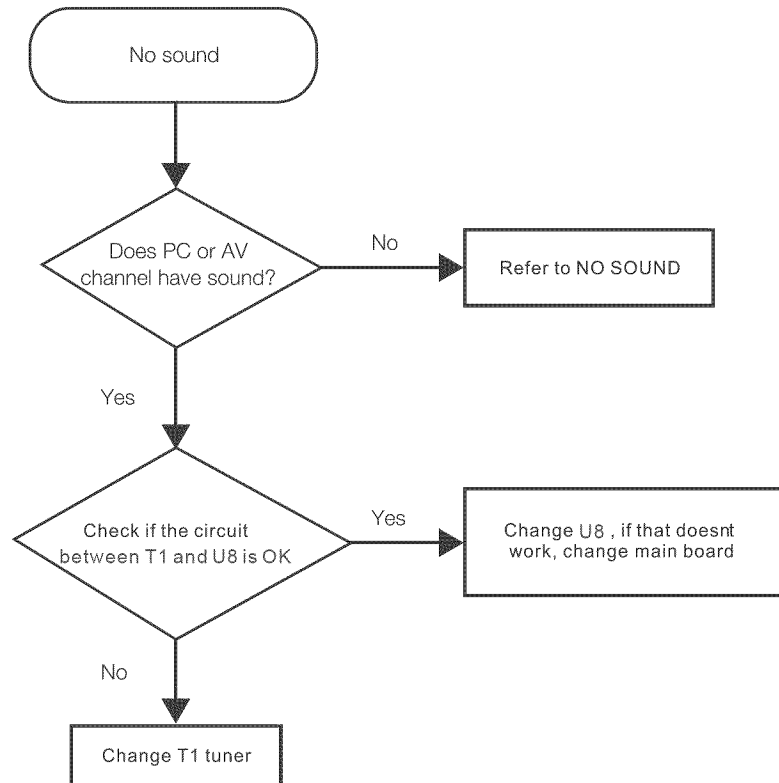 No sound
Does PC or AV
channel have sound?
No
Refer to NO SOUND
Yes
Check if the circuit
between T1 and U8 is OK
Yes
Change U8 , if that doesnt
work, change main board
No
Change T1 tuner